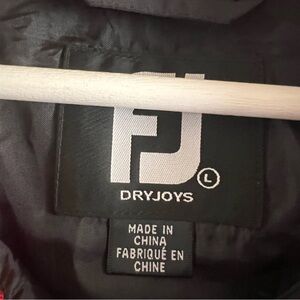 FJ
L
DRYJOYS
MADE IN
CHINA
FABRIQUÉ EN
CHINE